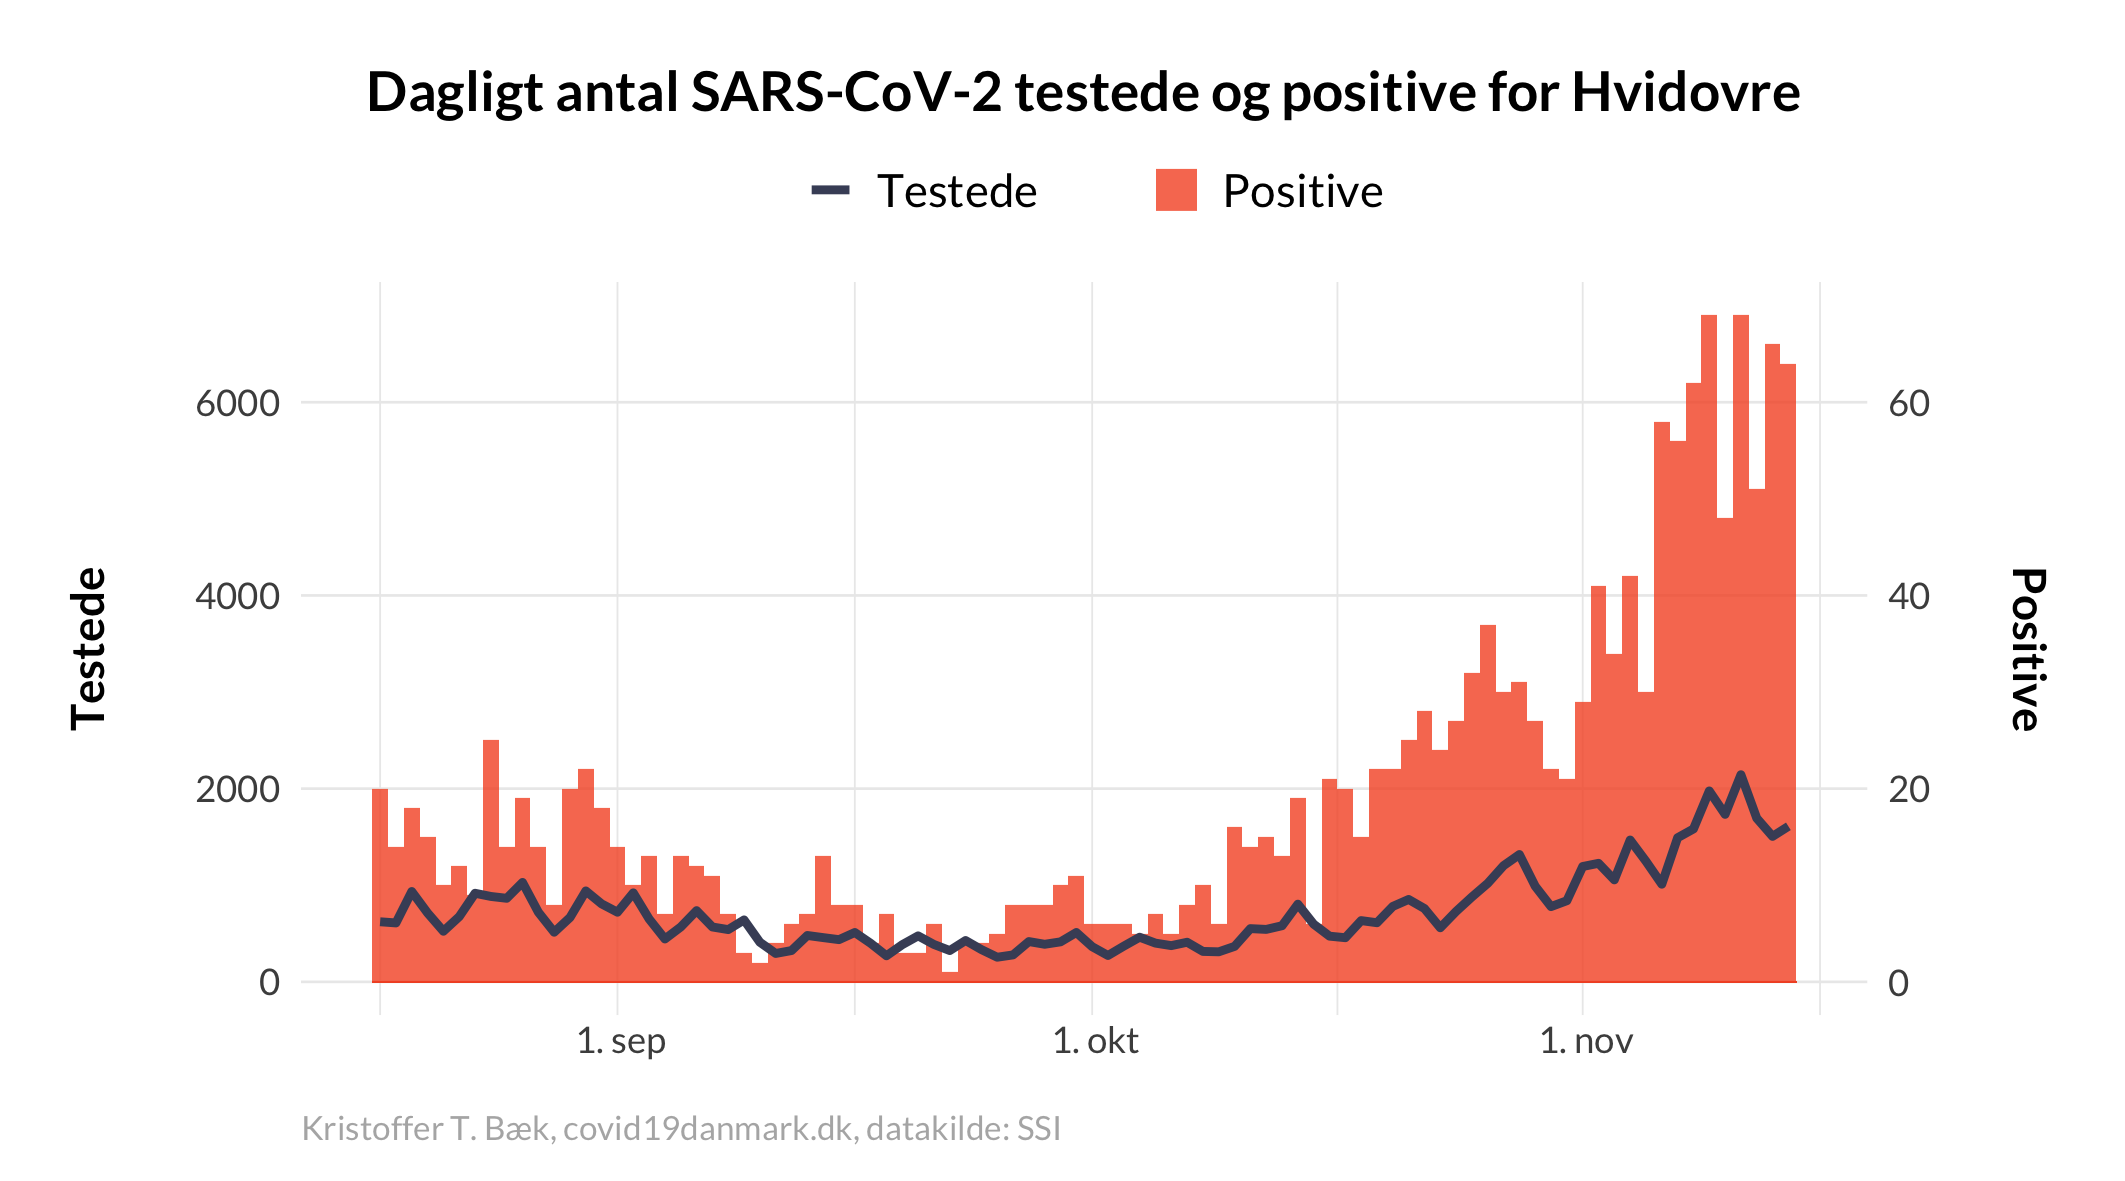 Dagligt antal SARS-CoV-2 testede og positive for Hvidovre
Testede
Positive
6000
4000
2000
0
60
40
20
0
Testede
Positive
1. sep
1. okt
1. nov
Kristoffer T. Bæk, covid19danmark.dk, datakilde: SSI